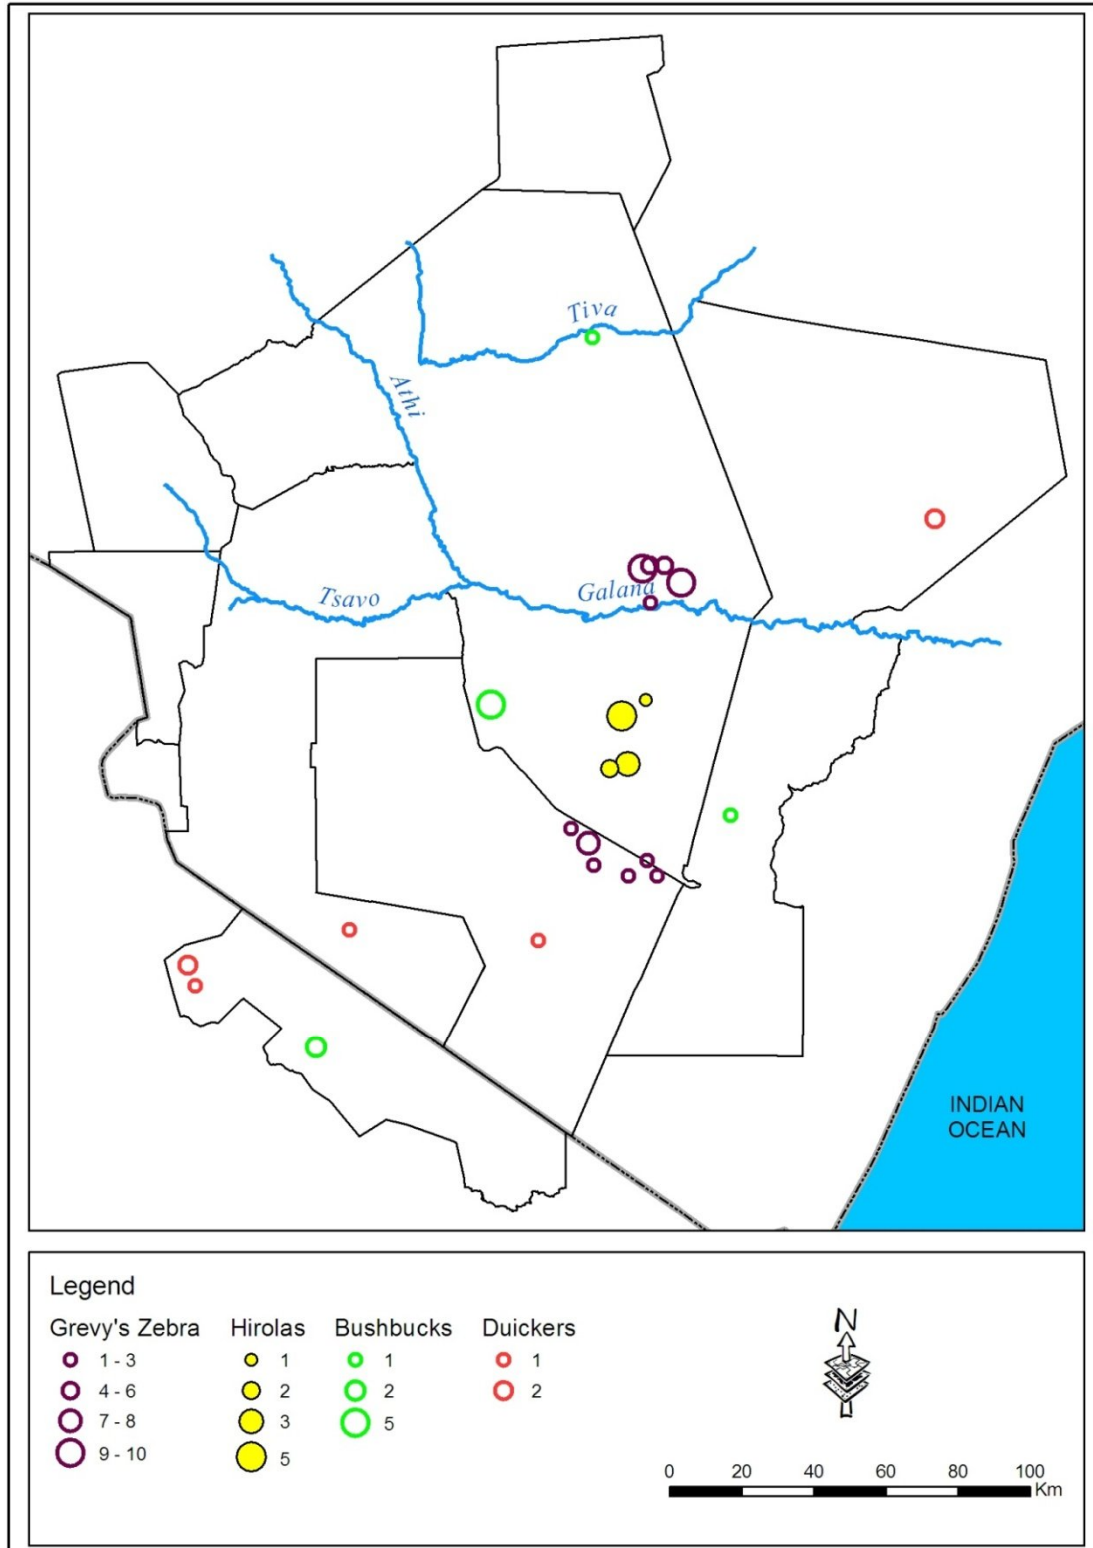 Tiva
Athi
Tsavo
Galana
INDIAN
OCEAN
Legend
Grevy's Zebra
1 - 3
4 - 6
7 - 8
9 - 10
Hirolas
1
2
3
5
Bushbucks
1
2
5
Duickers
1
2
N
0 20 40 60 80 100
Km